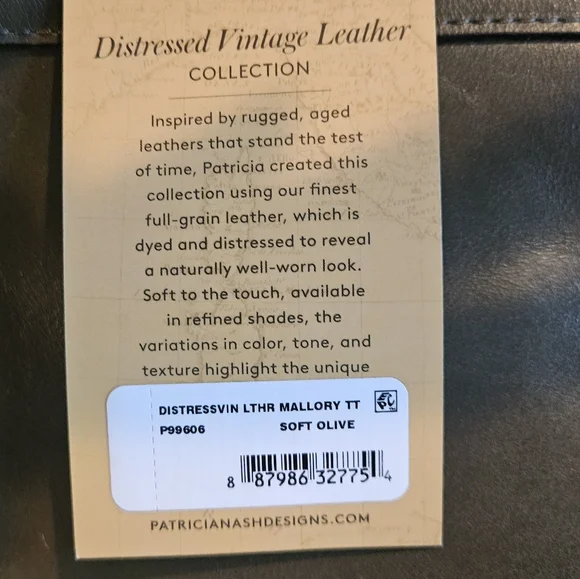 Distressed Vintage Leather
COLLECTION
Inspired by rugged, aged
leathers that stand the test
of time, Patricia created this
collection using our finest
full-grain leather, which is
dyed and distressed to reveal
a naturally well-worn look.
Soft to the touch, available
in refined shades, the
variations in color, tone, and
texture highlight the unique
DISTRESSVIN LTHR MALLORY TT
P99606 SOFT OLIVE
8 87986 32775 4
PATRICIANASHDESIGNS.COM